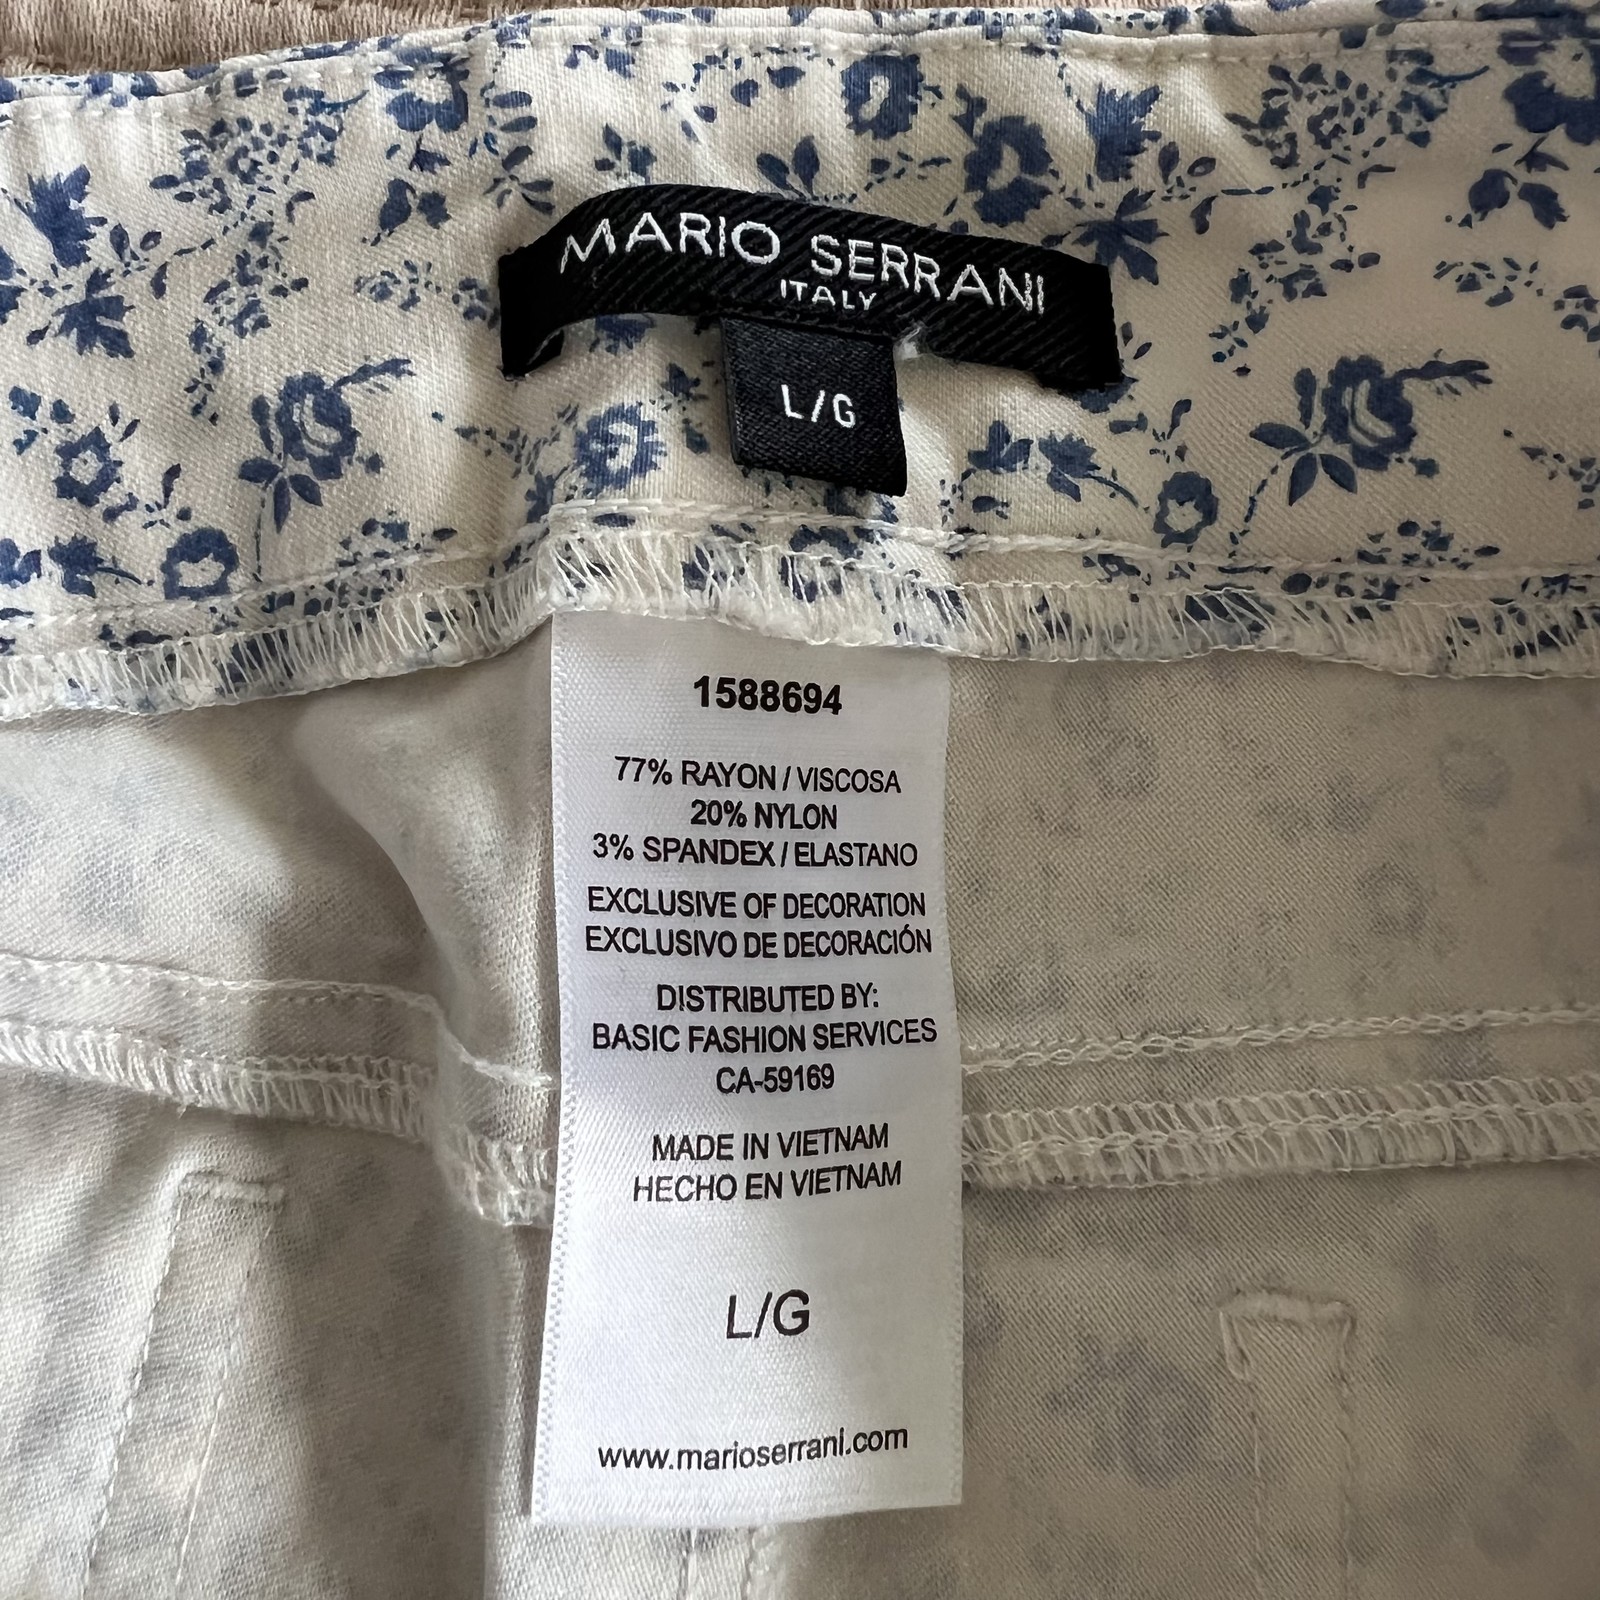 MARIO SERRANI
ITALY
L/G
1588694
77% RAYON / VISCOSA
20% NYLON
3% SPANDEX / ELASTANO
EXCLUSIVE OF DECORATION
EXCLUSIVO DE DECORACIÓN
DISTRIBUTED BY:
BASIC FASHION SERVICES
CA-59169
MADE IN VIETNAM
HECHO EN VIETNAM
L/G
www.marioserrani.com